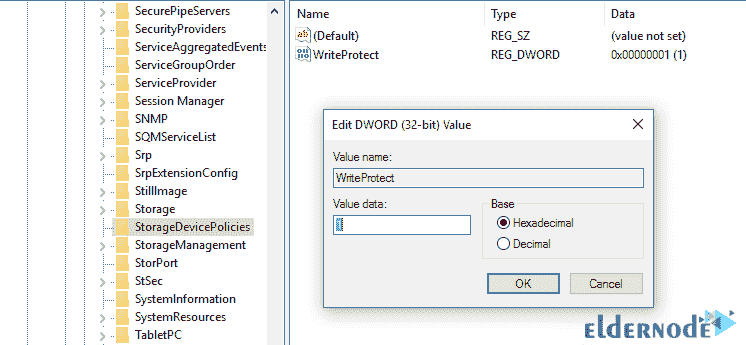 SecurePipeServers
SecurityProviders
ServiceAggregatedEvents
ServiceGroupOrder
ServiceProvider
Session Manager
SNMP
SQMServiceList
Srp
SrpExtensionConfig
StillImage
Storage
StorageDevicePolicies
StorageManagement
StorPort
StSec
SystemInformation
SystemResources
TabletPC
Name Type Data
(Default) REG_SZ (value not set)
WriteProtect REG_DWORD 0x00000001 (1)
Edit DWORD (32-bit) Value
Value name:
WriteProtect
Value data:
Base
Hexadecimal
Decimal
OK Cancel
eldernode